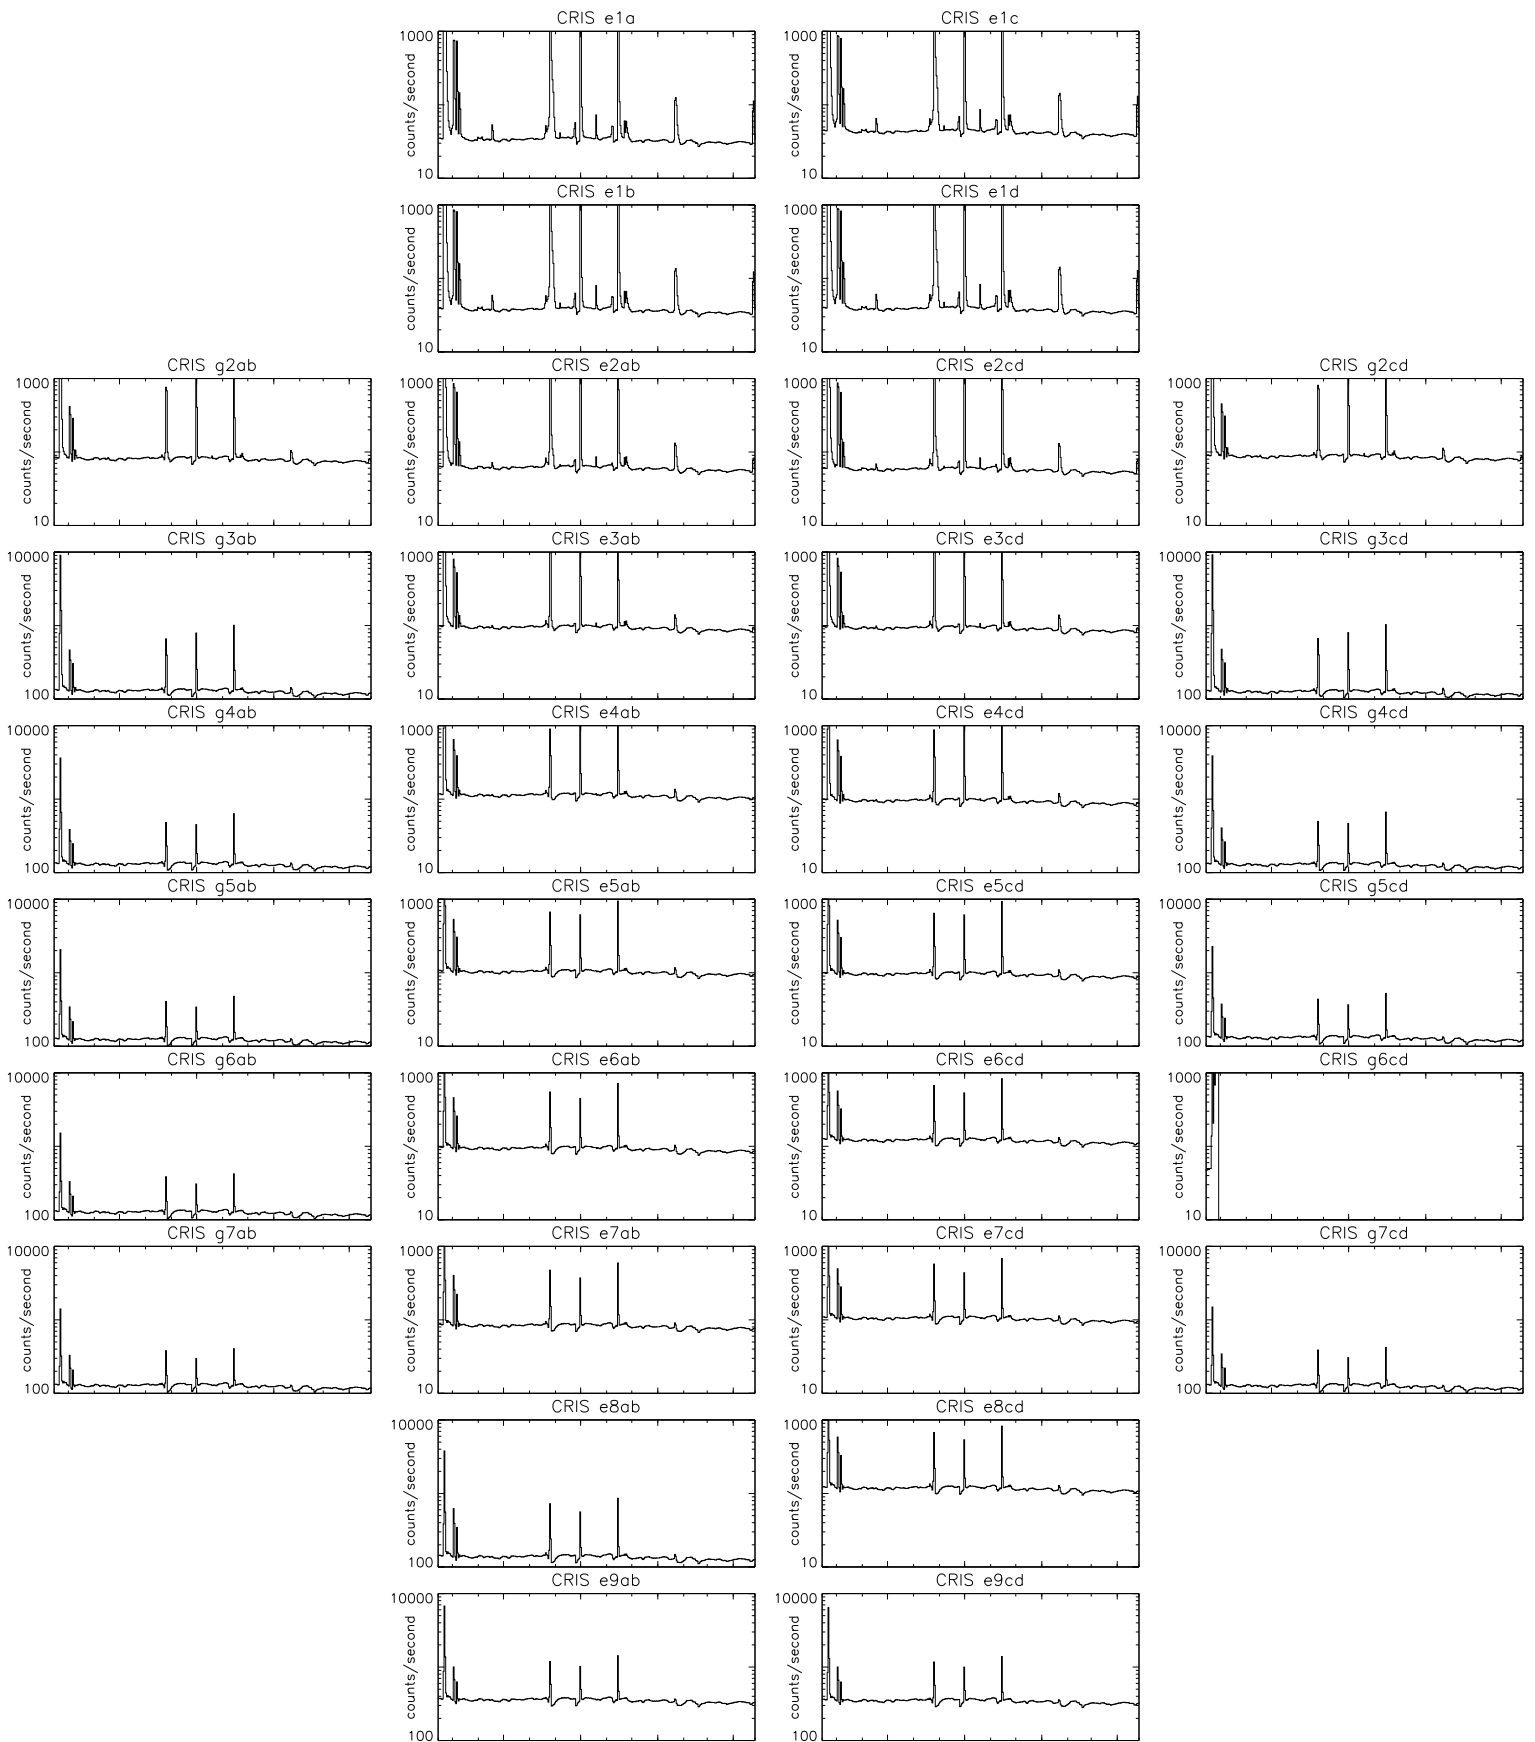 CRIS e1a
1000
counts/second
10
CRIS e1c
1000
counts/second
10
CRIS e1b
1000
counts/second
10
CRIS e1d
1000
counts/second
10
CRIS g2ab
1000
counts/second
10
CRIS e2ab
1000
counts/second
10
CRIS e2cd
1000
counts/second
10
CRIS g2cd
1000
counts/second
10
CRIS g3ab
10000
counts/second
100
CRIS e3ab
1000
counts/second
10
CRIS e3cd
1000
counts/second
10
CRIS g3cd
10000
counts/second
100
CRIS g4ab
10000
counts/second
100
CRIS e4ab
1000
counts/second
10
CRIS e4cd
1000
counts/second
10
CRIS g4cd
10000
counts/second
100
CRIS g5ab
10000
counts/second
100
CRIS e5ab
1000
counts/second
10
CRIS e5cd
1000
counts/second
10
CRIS g5cd
10000
counts/second
100
CRIS g6ab
10000
counts/second
100
CRIS e6ab
1000
counts/second
10
CRIS e6cd
1000
counts/second
10
CRIS g6cd
1000
counts/second
10
CRIS g7ab
10000
counts/second
100
CRIS e7ab
1000
counts/second
10
CRIS e7cd
1000
counts/second
10
CRIS g7cd
10000
counts/second
100
CRIS e8ab
10000
counts/second
100
CRIS e8cd
1000
counts/second
10
CRIS e9ab
10000
counts/second
100
CRIS e9cd
10000
counts/second
100